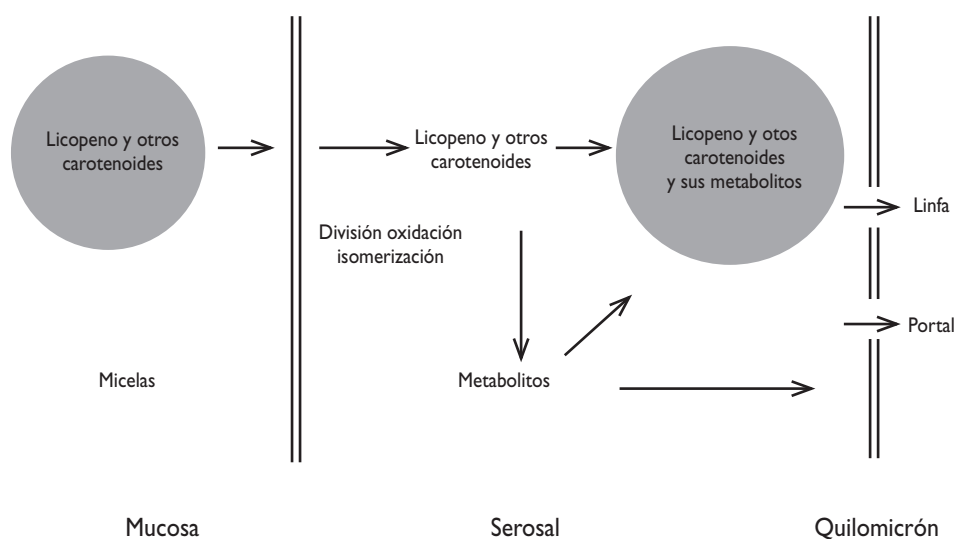 Licopeno y otros
carotenoides
Licopeno y otros
carotenoides
Licopeno y otos
carotenoides
y sus metabolitos
Linfa
División oxidación
isomerización
Portal
Micelas
Metabolitos
Mucosa
Serosal
Quilomicrón